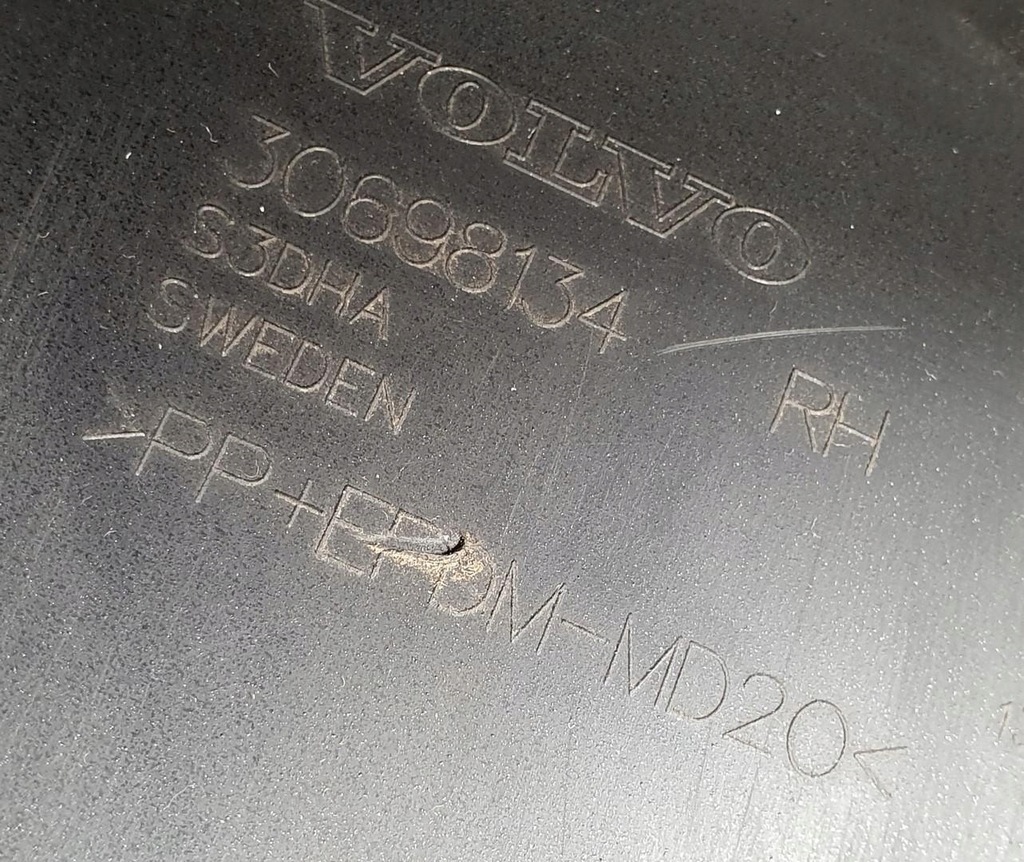 VOLVO
30698134
S3DHA
SWEDEN
RH
>PP+EPDM-MD20<